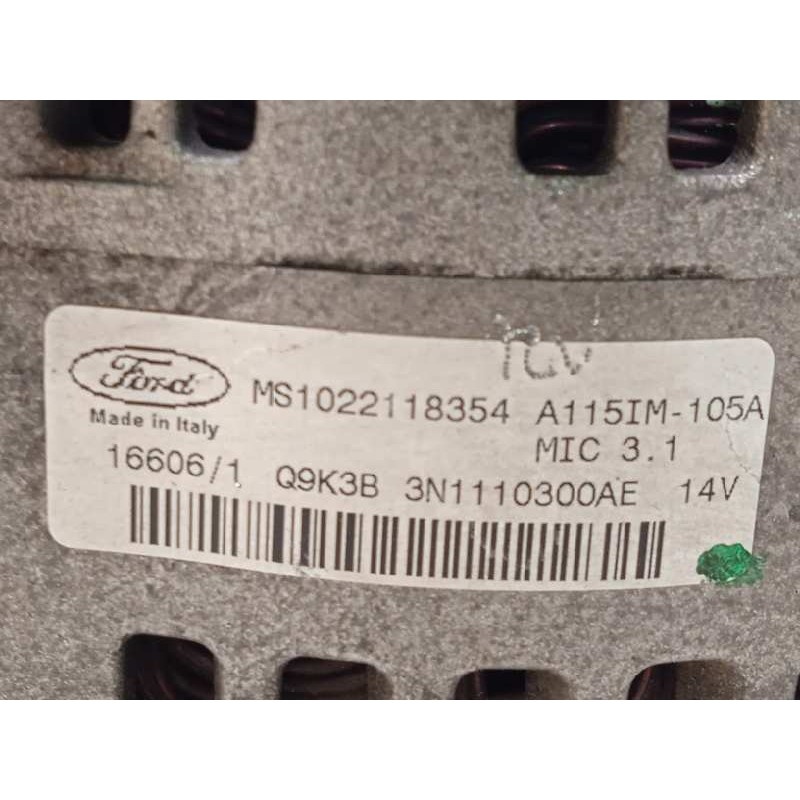 Ford MS1022118354 A115IM-105A
Made in Italy MIC 3.1
16606/1 Q9K3B 3N1110300AE 14V